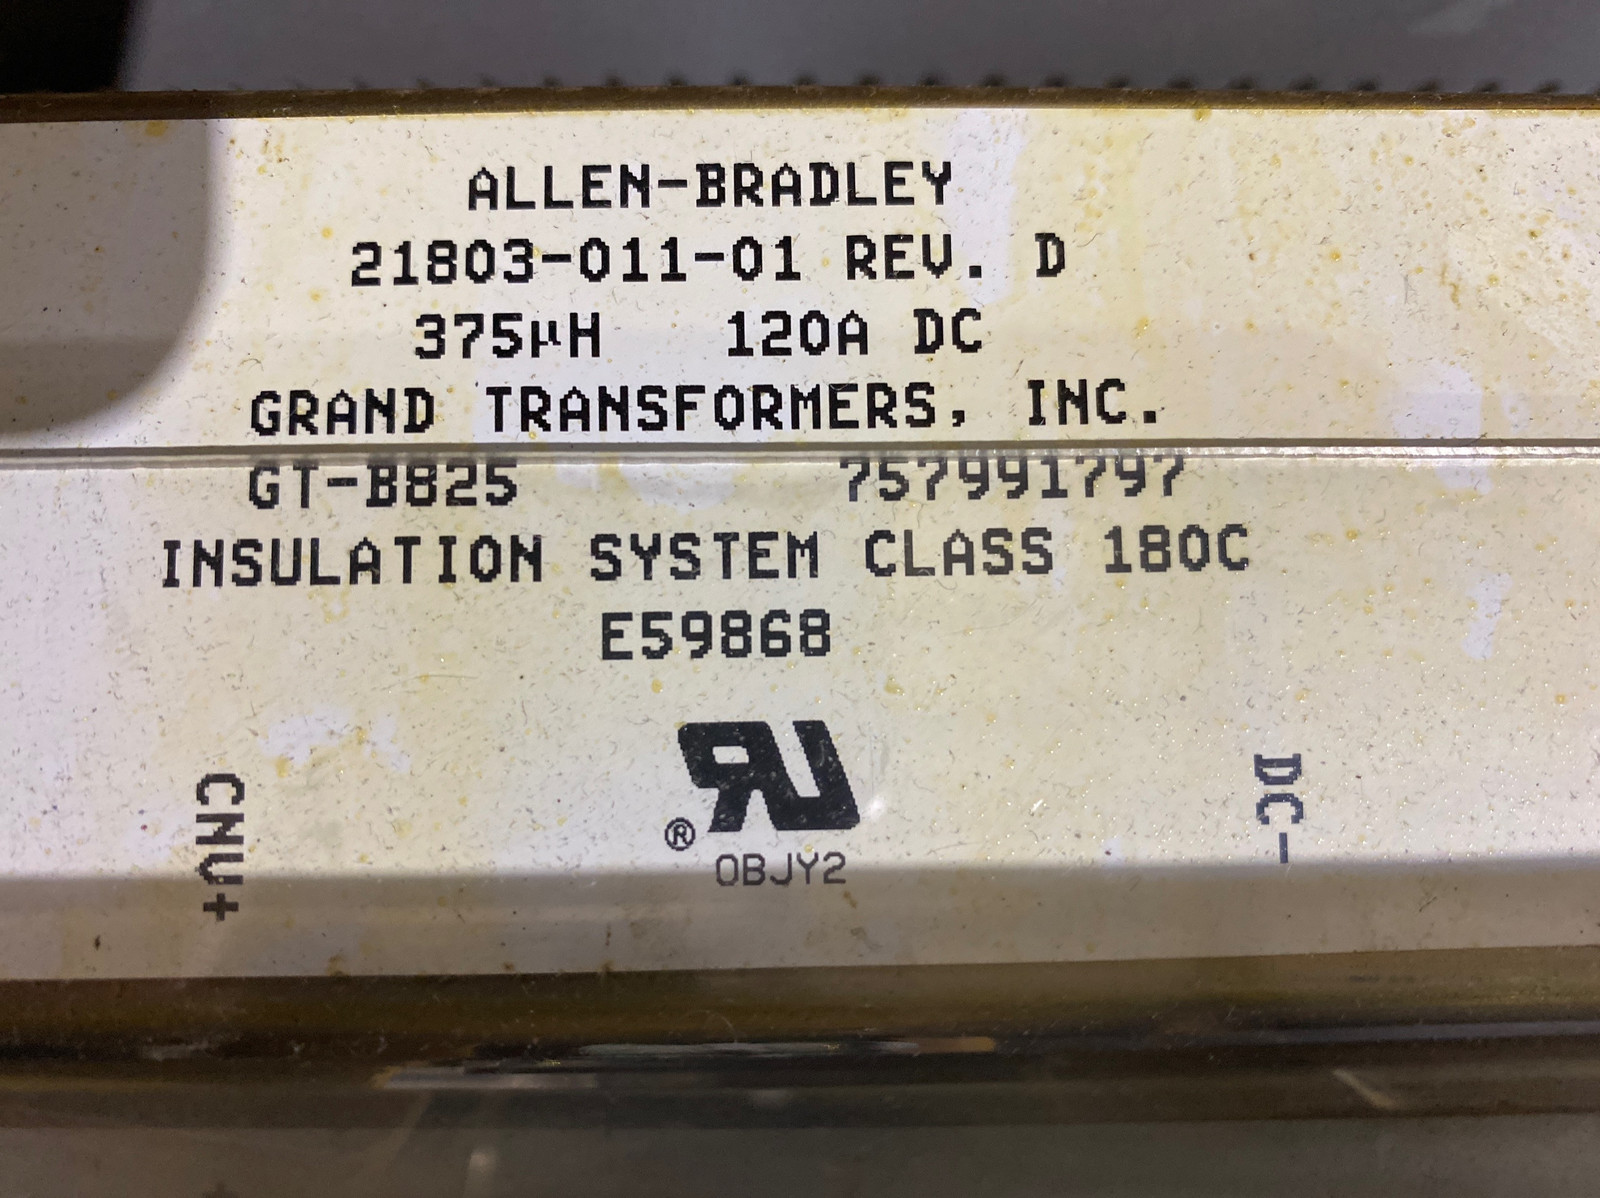 ALLEN-BRADLEY
21803-011-01 REV. D
375µH 120A DC
GRAND TRANSFORMERS, INC.
GT-B825 757991797
INSULATION SYSTEM CLASS 180C
E59868
RU
®
OBJY2
CNV+
DC-